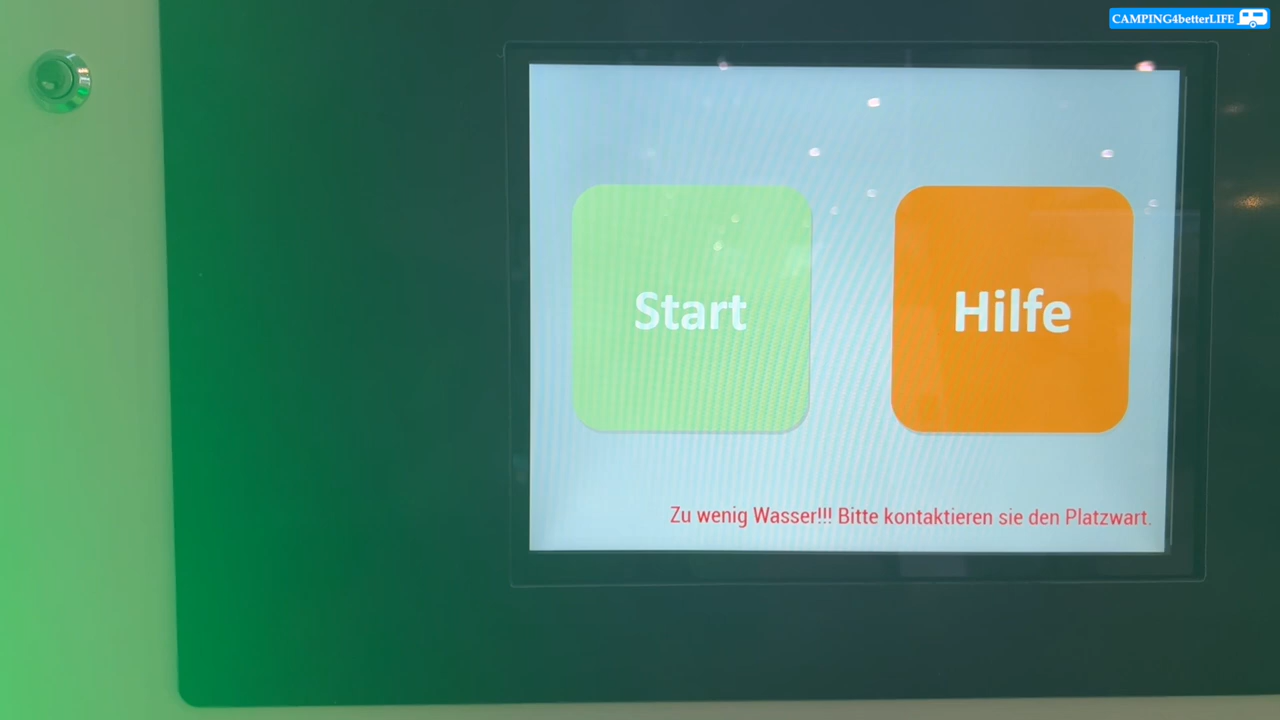 CAMPING4betterLIFE
Start
Hilfe
Zu wenig Wasser!!! Bitte kontaktieren sie den Platzwart.